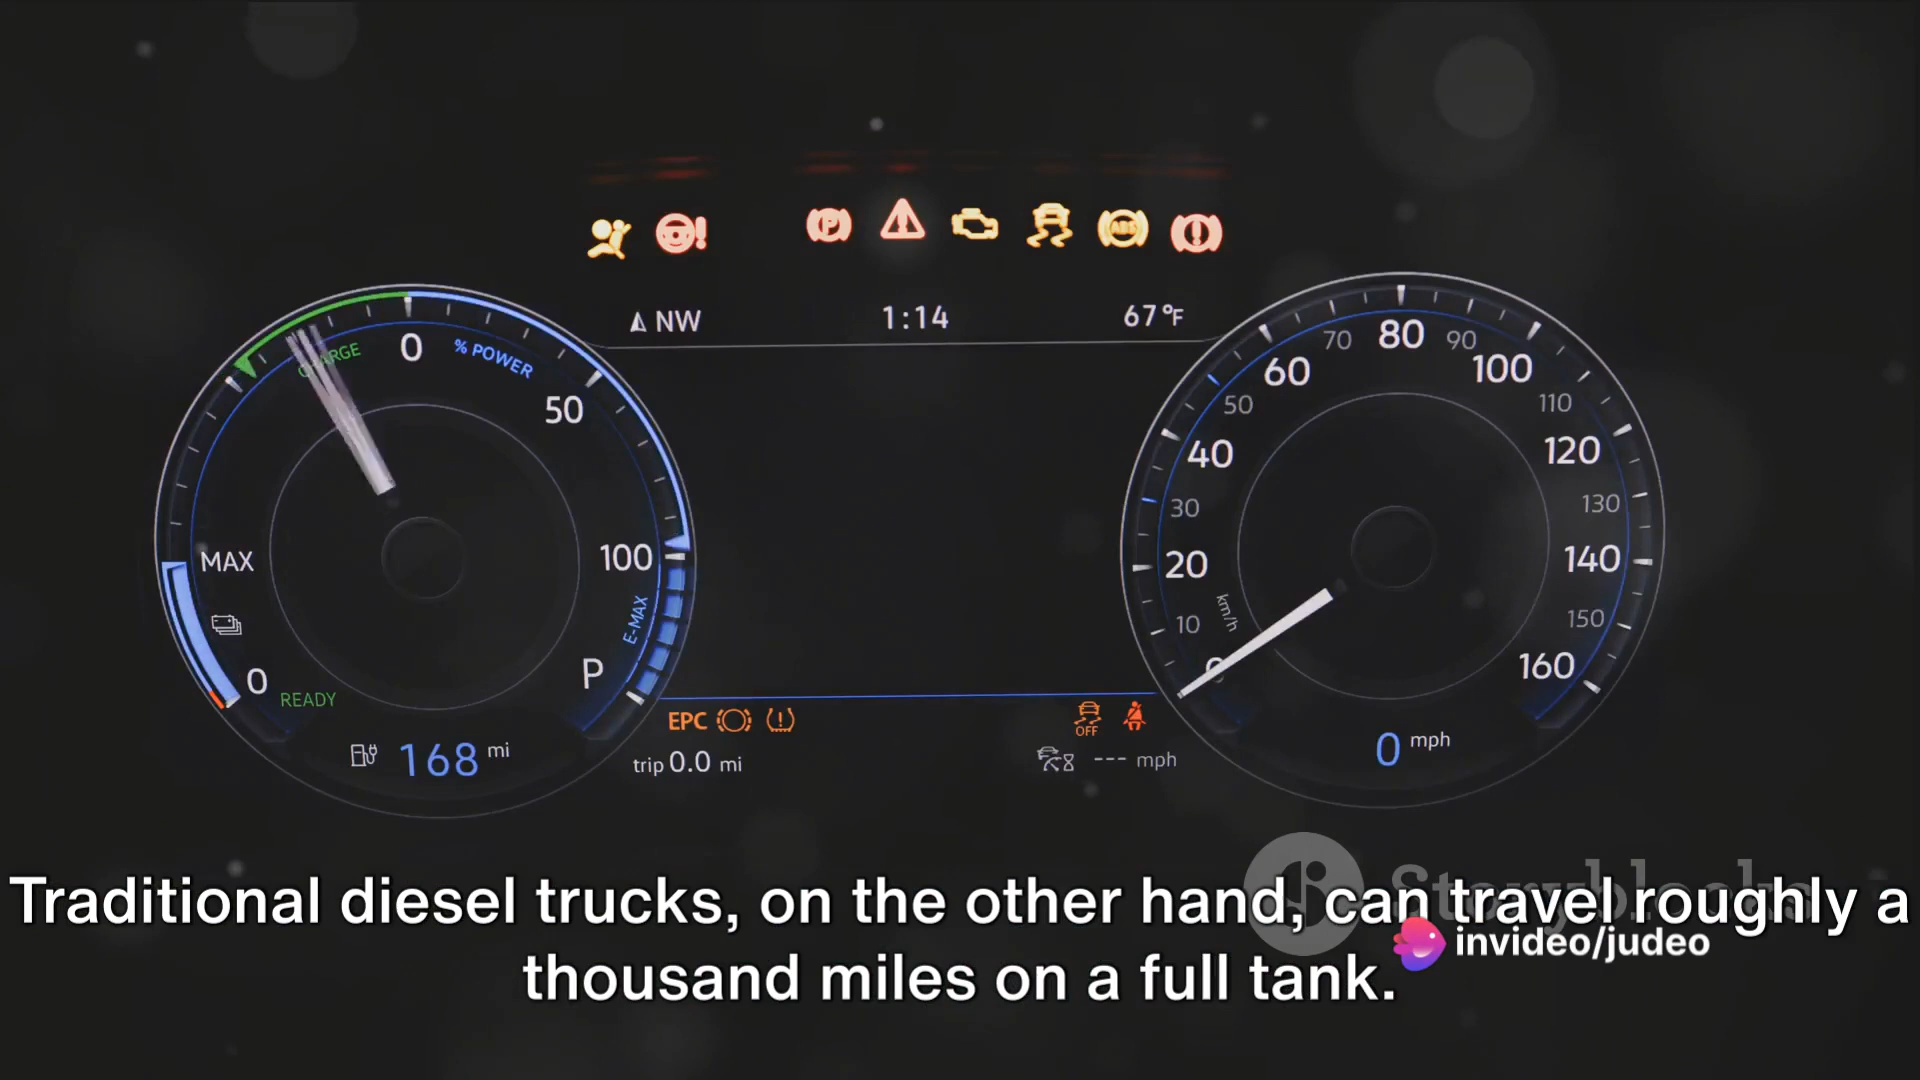 P
ABS
NW
1:14
67°F
CHARGE
0
% POWER
50
100
E-MAX
P
MAX
0
READY
168 mi
EPC
trip 0.0 mi
OFF
--- mph
0
10
20
30
40
50
60
70
80
90
100
110
120
130
140
150
160
km/h
0 mph
Storyblocks
Traditional diesel trucks, on the other hand, can travel roughly a
invideo/judeo
thousand miles on a full tank.